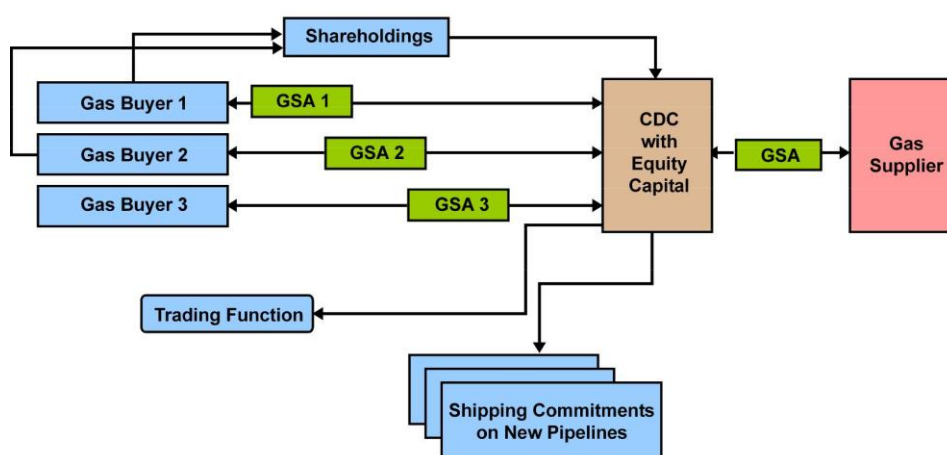 Shareholdings
Gas Buyer 1
GSA 1
Gas Buyer 2
GSA 2
Gas Buyer 3
GSA 3
CDC
with
Equity
Capital
GSA
Gas
Supplier
Trading Function
Shipping Commitments
on New Pipelines